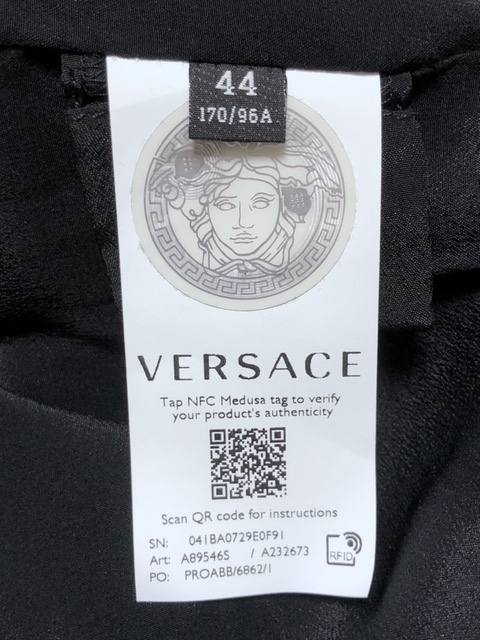 44
170/96A
VERSACE
Tap NFC Medusa tag to verify
your product's authenticity
Scan QR code for instructions
SN: 041BA0729E0F91
Art: A89546S / A232673
PO: PROABB/6862/1
RFID